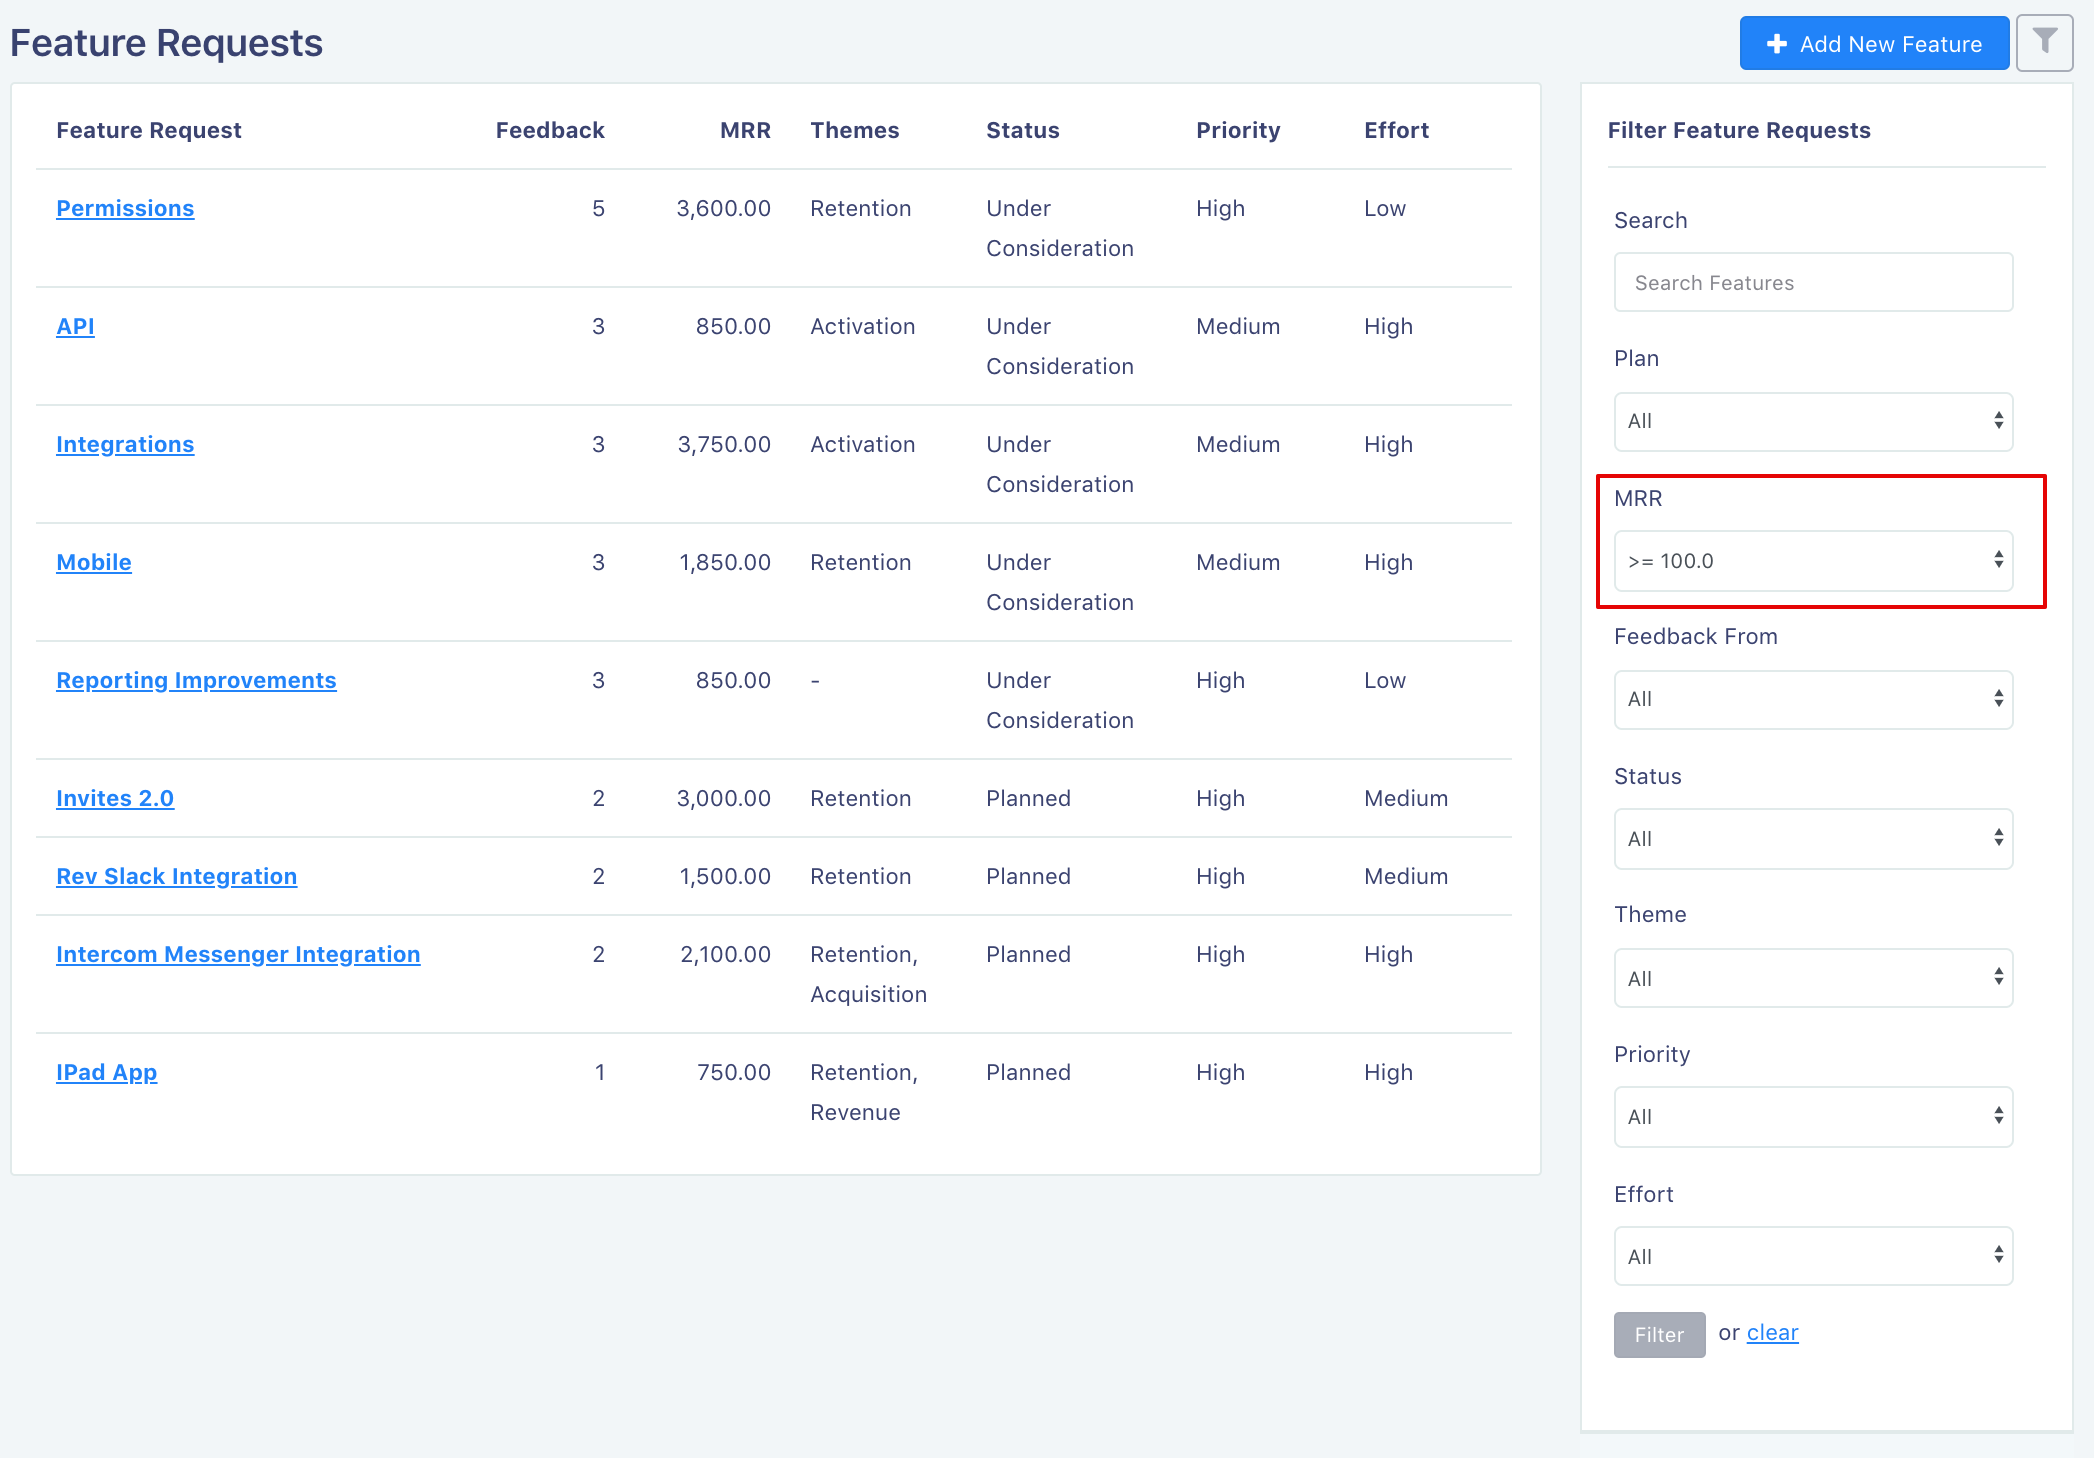 Feature Requests
Add New Feature
Feature Request Feedback MRR Themes Status Priority Effort
Permissions 5 3,600.00 Retention Under High Low
Consideration
API 3 850.00 Activation Under Medium High
Consideration
Integrations 3 3,750.00 Activation Under Medium High
Consideration
Mobile 3 1,850.00 Retention Under Medium High
Consideration
Reporting Improvements 3 850.00 - Under High Low
Consideration
Invites 2.0 2 3,000.00 Retention Planned High Medium
Rev Slack Integration 2 1,500.00 Retention Planned High Medium
Intercom Messenger Integration 2 2,100.00 Retention, Planned High High
Acquisition
IPad App 1 750.00 Retention, Planned High High
Revenue
Filter Feature Requests
Search
Search Features
Plan
All
MRR
>= 100.0
Feedback From
All
Status
All
Theme
All
Priority
All
Effort
All
Filter or clear